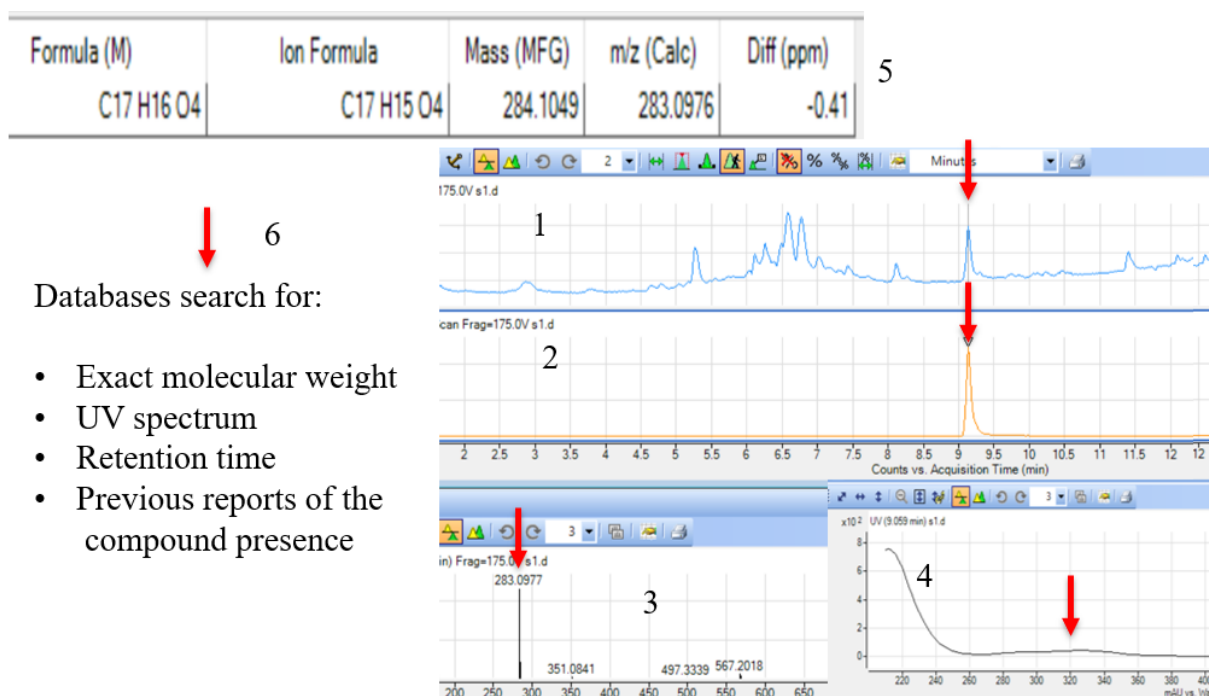 Formula (M) Ion Formula Mass (MFG) m/z (Calc) Diff (ppm)
C17 H16 O4 C17 H15 O4 284.1049 283.0976 -0.41
5
2 Minutes
175.0V s1.d
1
6
Databases search for:
• Exact molecular weight
• UV spectrum
• Retention time
• Previous reports of the
compound presence
can Frag=175.0V s1.d
2
2 2.5 3 3.5 4 4.5 5 5.5 6 6.5 7 7.5 8 8.5 9 9.5 10 10.5 11 11.5 12 12
Counts vs. Acquisition Time (min)
3
in) Frag=175.0V s1.d
283.0977
3
351.0841
497.3339
567.2018
200 250 300 350 400 450 500 550 600 650
3
x10 2 UV (9.059 min) s1.d
8
6
4
2
0
4
220 240 260 280 300 320 340 360 380 400
mAU vs.